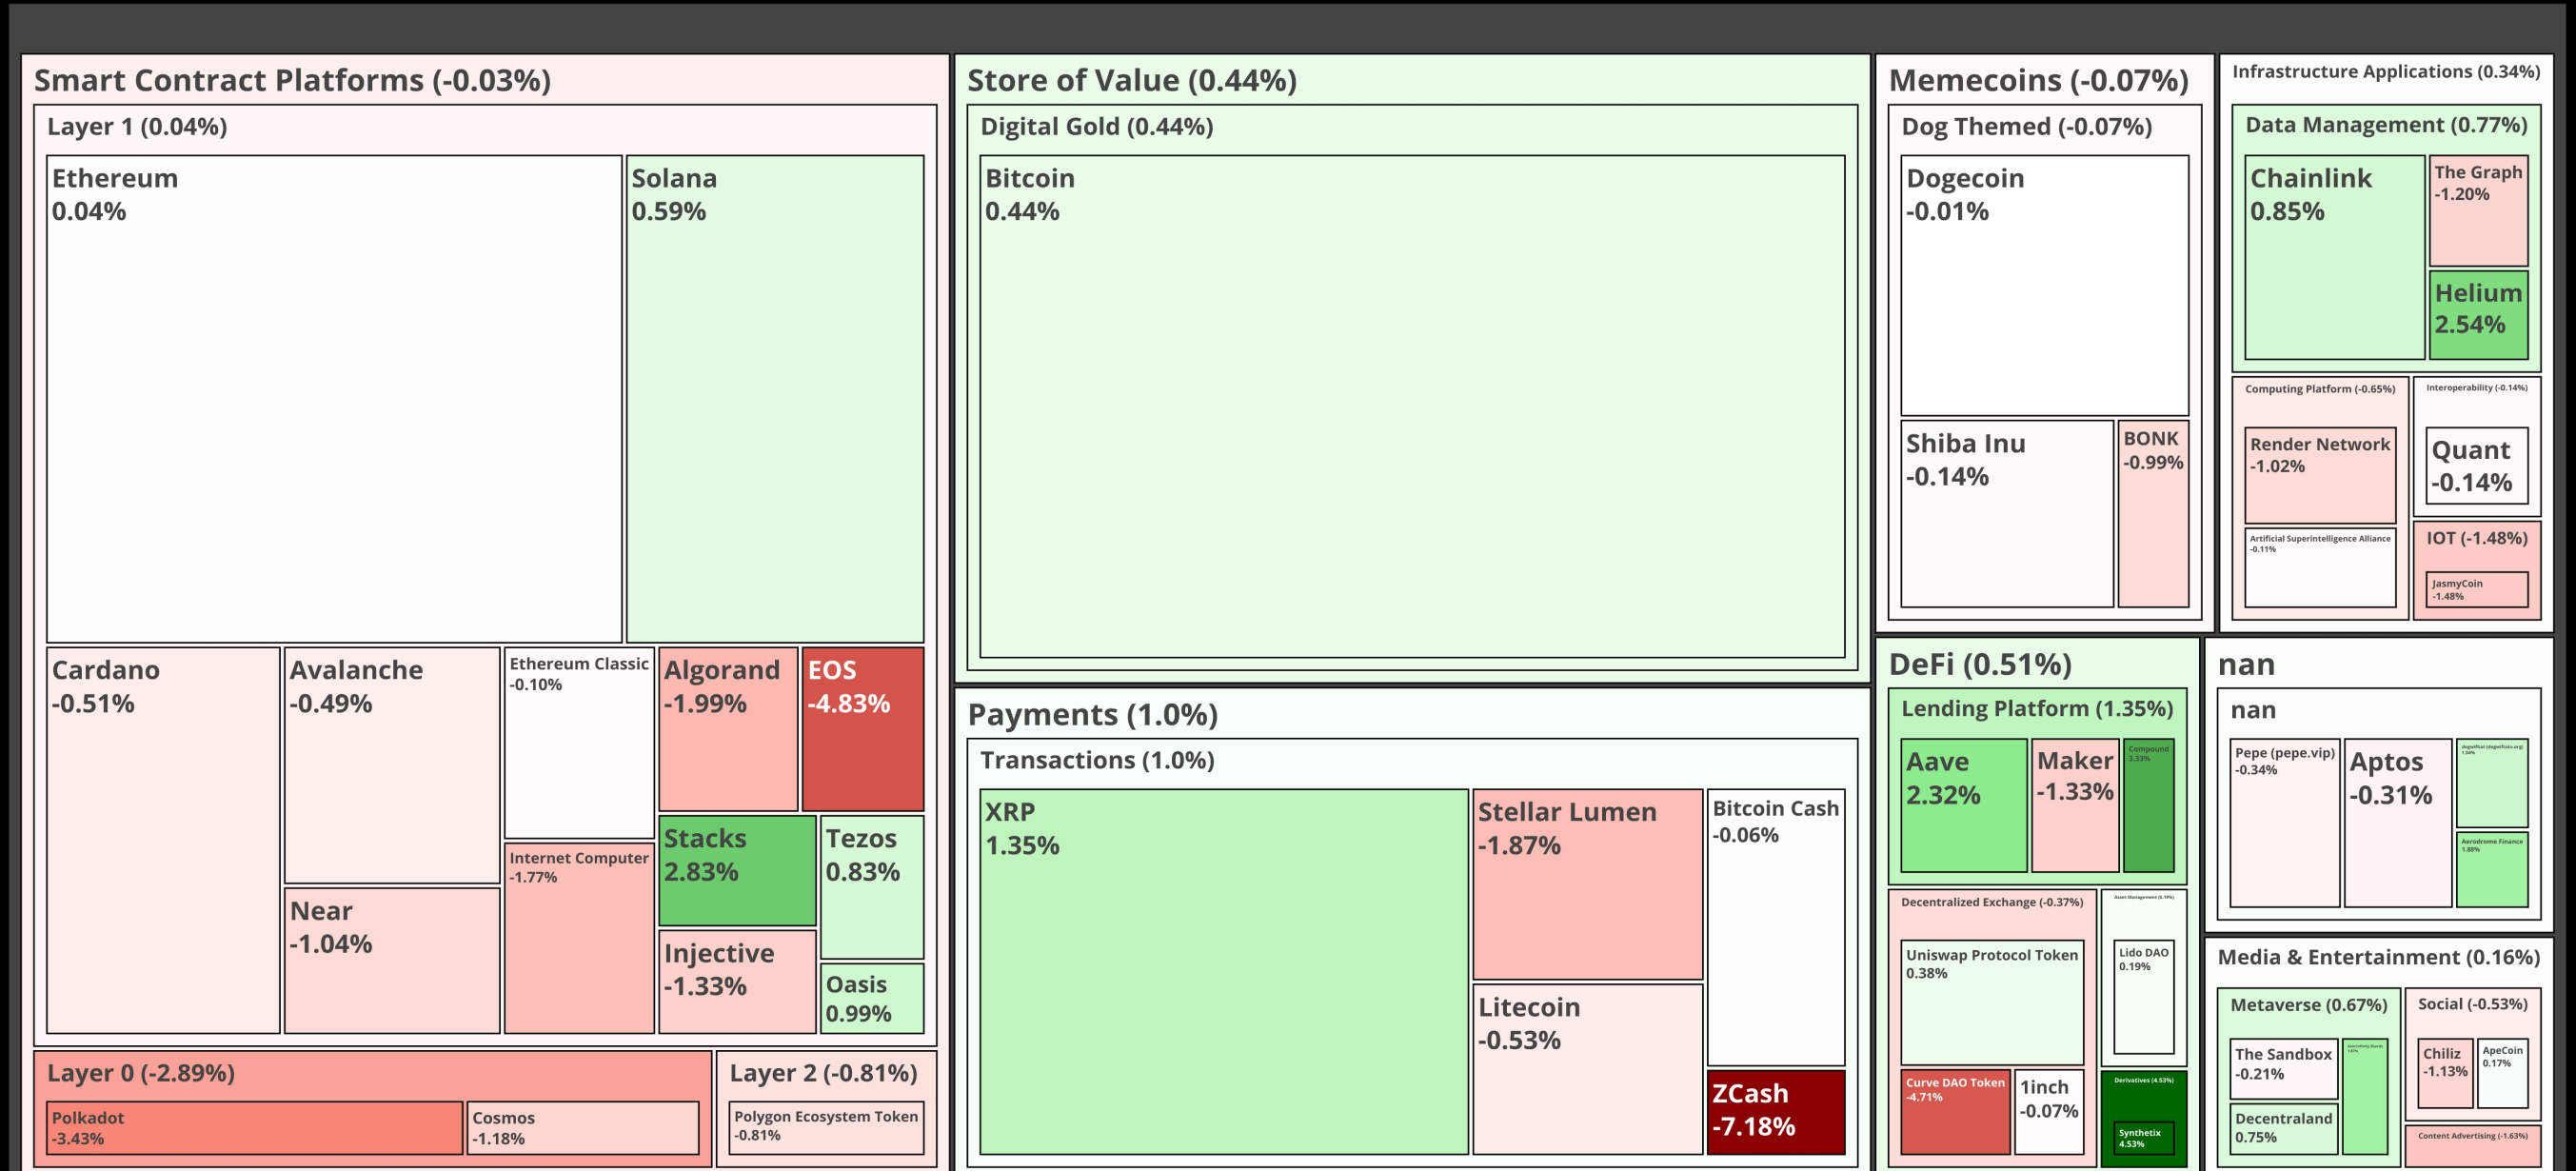 Smart Contract Platforms (-0.03%)
Layer 1 (0.04%)
Ethereum
0.04%
Solana
0.59%
Cardano
-0.51%
Avalanche
-0.49%
Near
-1.04%
Ethereum Classic
-0.10%
Internet Computer
-1.77%
Algorand
-1.99%
EOS
-4.83%
Stacks
2.83%
Tezos
0.83%
Injective
-1.33%
Oasis
0.99%
Layer 0 (-2.89%)
Polkadot
-3.43%
Cosmos
-1.18%
Layer 2 (-0.81%)
Polygon Ecosystem Token
-0.81%
Store of Value (0.44%)
Digital Gold (0.44%)
Bitcoin
0.44%
Payments (1.0%)
Transactions (1.0%)
XRP
1.35%
Stellar Lumen
-1.87%
Litecoin
-0.53%
Bitcoin Cash
-0.06%
ZCash
-7.18%
Memecoins (-0.07%)
Dog Themed (-0.07%)
Dogecoin
-0.01%
Shiba Inu
-0.14%
BONK
-0.99%
Infrastructure Applications (0.34%)
Data Management (0.77%)
Chainlink
0.85%
The Graph
-1.20%
Helium
2.54%
Computing Platform (-0.65%)
Render Network
-1.02%
Artificial Superintelligence Alliance
-0.11%
Interoperability (-0.14%)
Quant
-0.14%
IOT (-1.48%)
JasmyCoin
-1.48%
DeFi (0.51%)
Lending Platform (1.35%)
Aave
2.32%
Maker
-1.33%
Compound
3.33%
Decentralized Exchange (-0.37%)
Uniswap Protocol Token
0.38%
Curve DAO Token
-4.71%
1inch
-0.07%
Asset Management (0.19%)
Lido DAO
0.19%
Derivatives (4.53%)
Synthetix
4.53%
nan
nan
Pepe (pepe.vip)
-0.34%
Aptos
-0.31%
Aerodrome Finance
1.88%
Media & Entertainment (0.16%)
Metaverse (0.67%)
The Sandbox
-0.21%
Decentraland
0.75%
Social (-0.53%)
Chiliz
-1.13%
ApeCoin
0.17%
Content Advertising (-1.63%)